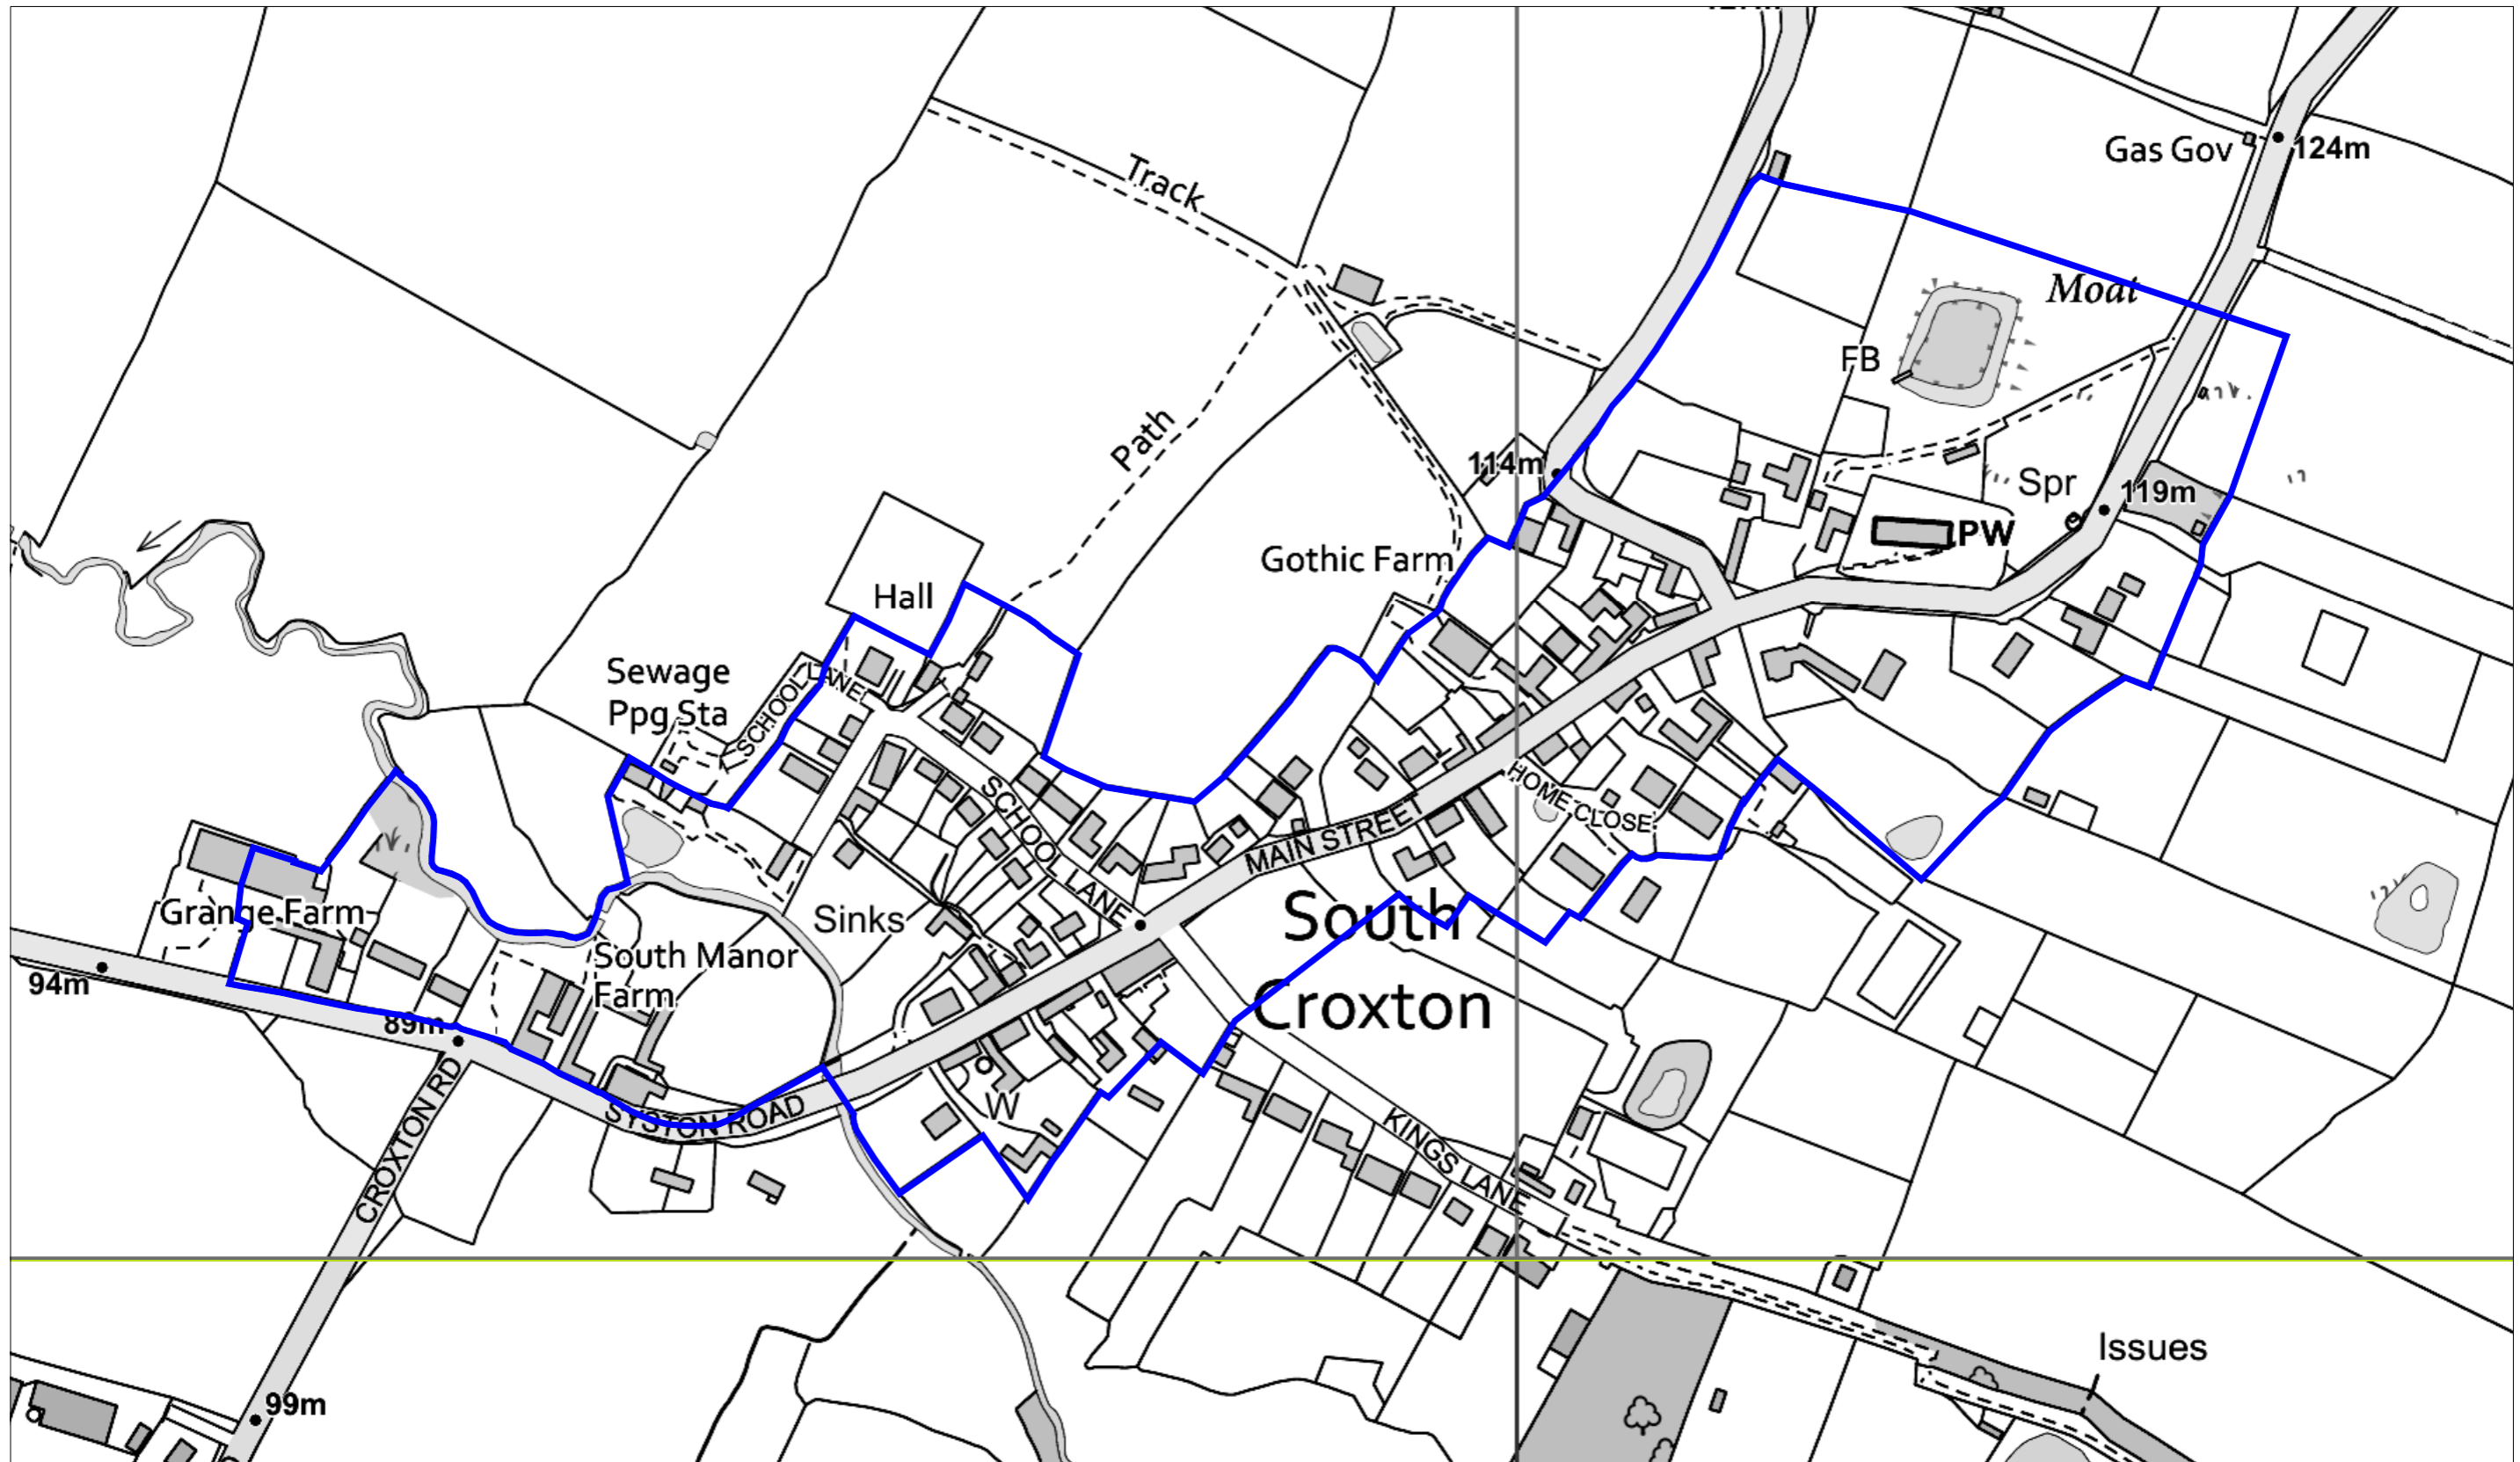 Gas Gov
124m
Track
Moat
FB
Path
114m
Spr
119m
PW
Gothic Farm
Hall
Sewage
Ppg Sta
SCHOOL LANE
SCHOOL LANE
HOME CLOSE
MAIN STREET
Grange Farm
Sinks
South
Croxton
South Manor
Farm
94m
89m
SYSTON ROAD
W
CROXTON RD
KINGS LANE
Issues
99m